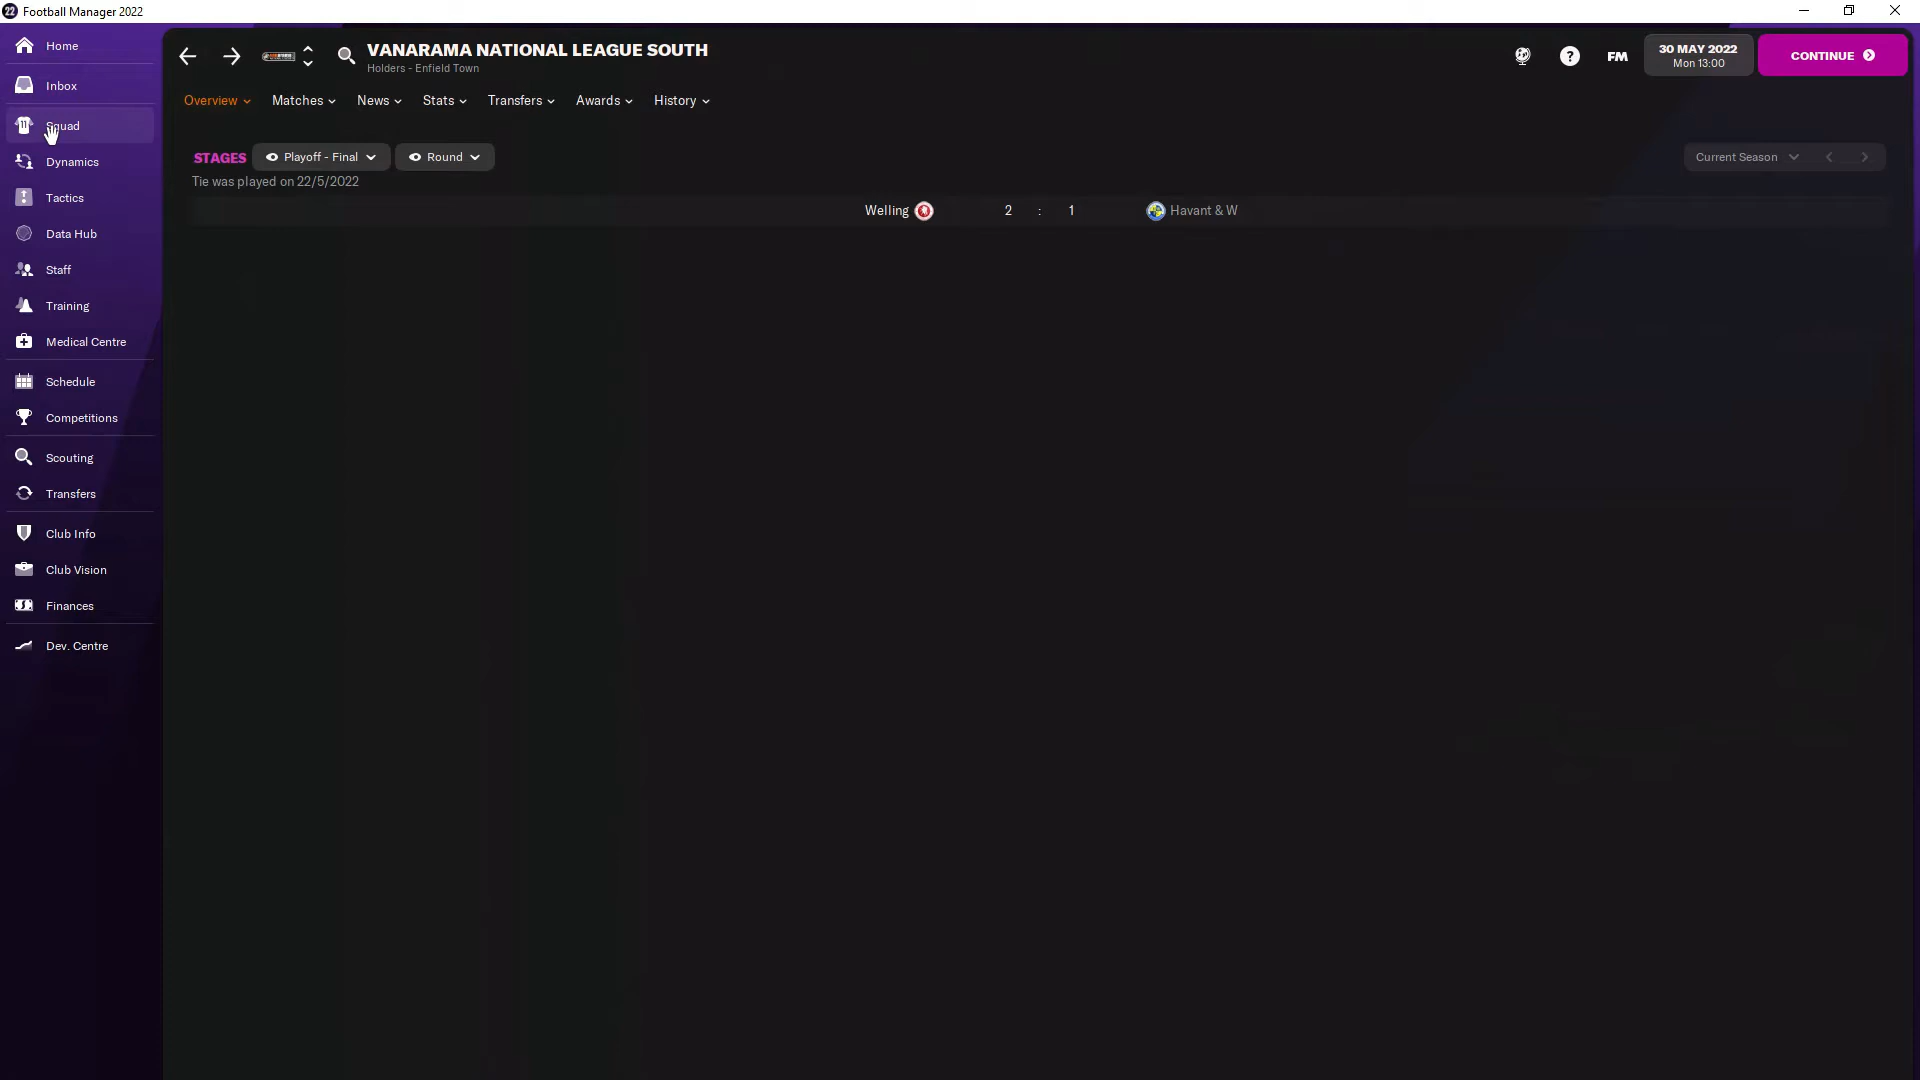 22 Football Manager 2022
Home
Inbox
Squad
Dynamics
Tactics
Data Hub
Staff
Training
Medical Centre
Schedule
Competitions
Scouting
Transfers
Club Info
Club Vision
Finances
Dev. Centre
VANARAMA NATIONAL LEAGUE SOUTH
Holders - Enfield Town
FM
30 MAY 2022
Mon 13:00
CONTINUE
Overview Matches News Stats Transfers Awards History
STAGES Playoff - Final Round Current Season
Tie was played on 22/5/2022
Welling 2 : 1 Havant & W